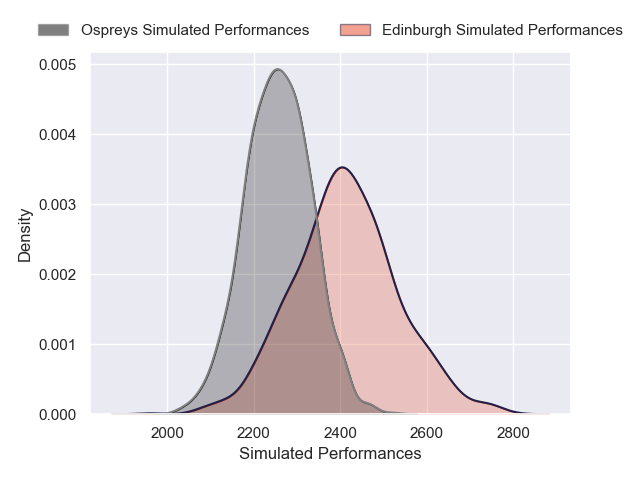 Ospreys Simulated Performances Edinburgh Simulated Performances
0.005
0.004
0.003
0.002
0.001
0.000
Density
2000 2200 2400 2600 2800
Simulated Performances